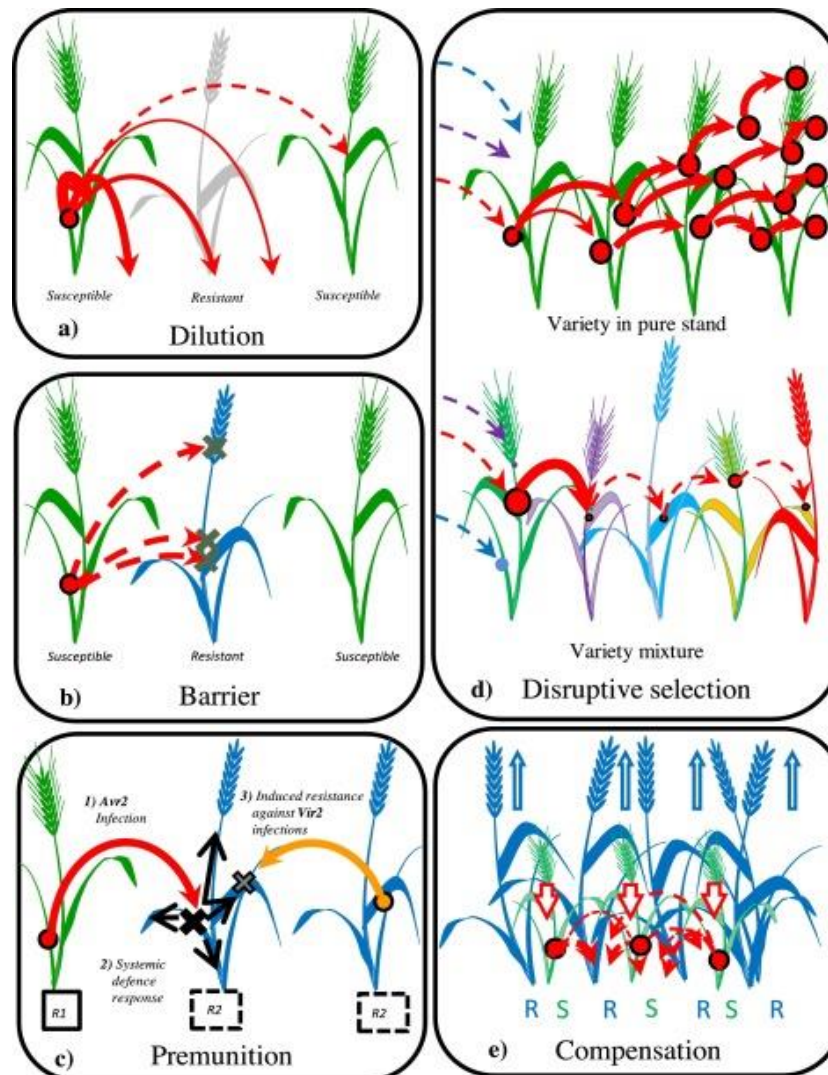 Susceptible Resistant Susceptible
a) Dilution
Susceptible Resistant Susceptible
b) Barrier
1) Avr2
Infection
3) Induced resistance
against Vir2
infections
2) Systemic
defence
response
R1 R2 R2
c) Premunition
Variety in pure stand
Variety mixture
d) Disruptive selection
R S R S R S R
e) Compensation